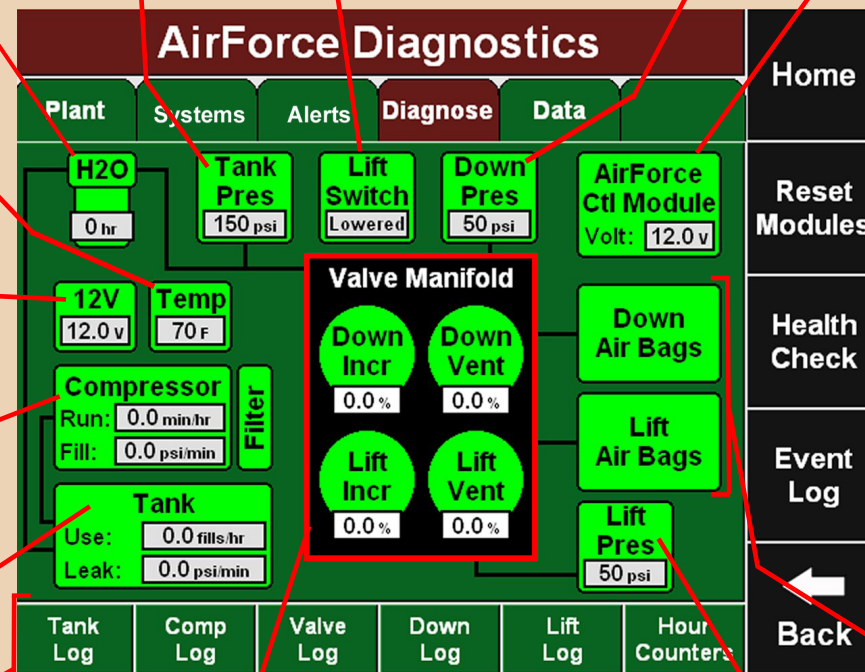 AirForce Diagnostics
Plant
Systems
Alerts
Diagnose
Data
H2O
0 hr
Tank
Pres
150 psi
Lift
Switch
Lowered
Down
Pres
50 psi
AirForce
Ctl Module
Volt: 12.0 v
12V
12.0 v
Temp
70 F
Compressor
Run: 0.0 min/hr
Fill: 0.0 psi/min
Filter
Tank
Use: 0.0 fills/hr
Leak: 0.0 psi/min
Valve Manifold
Down
Incr
0.0 %
Down
Vent
0.0 %
Lift
Incr
0.0 %
Lift
Vent
0.0 %
Down
Air Bags
Lift
Air Bags
Lift
Pres
50 psi
Tank
Log
Comp
Log
Valve
Log
Down
Log
Lift
Log
Hour
Counters
Home
Reset
Modules
Health
Check
Event
Log
Back